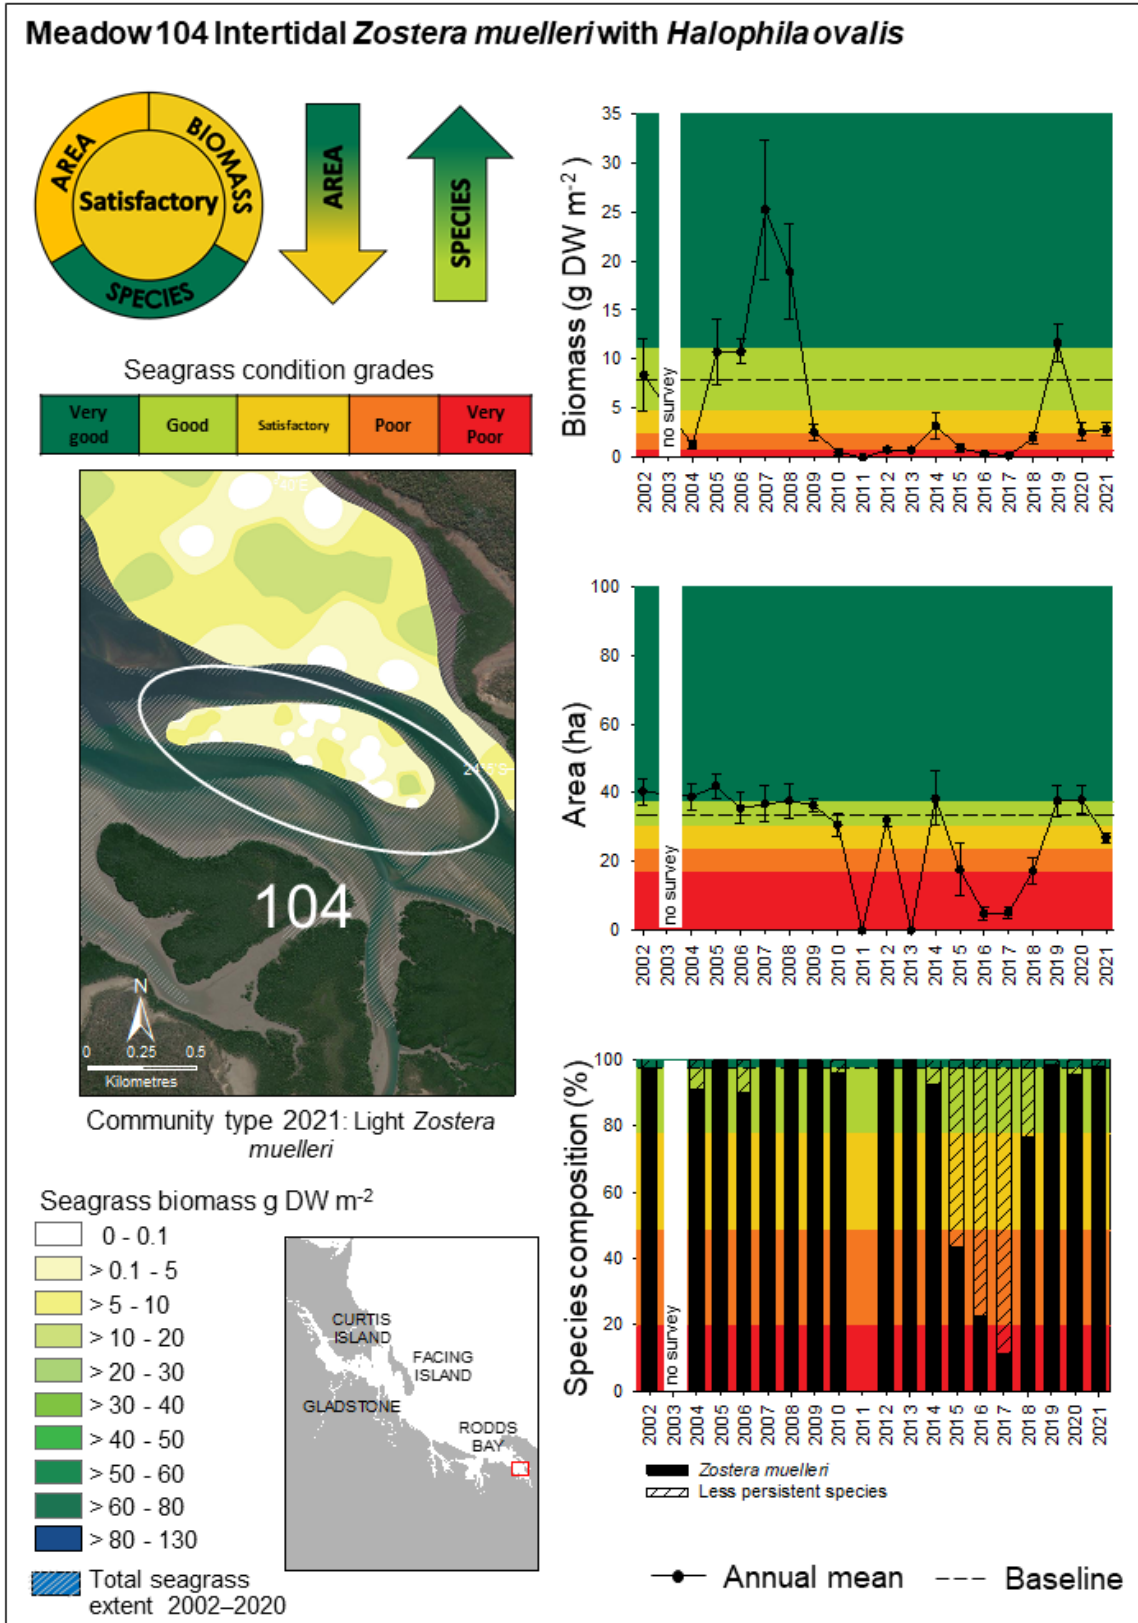 Meadow 104 Intertidal Zostera muelleri with Halophila ovalis
AREA
BIOMASS
Satisfactory
SPECIES
AREA
SPECIES
Seagrass condition grades
Very good
Good
Satisfactory
Poor
Very Poor
40'E
24°5'S
104
N
0 0.25 0.5
Kilometres
Community type 2021: Light Zostera
muelleri
Seagrass biomass g DW m-2
0 - 0.1
> 0.1 - 5
> 5 - 10
> 10 - 20
> 20 - 30
> 30 - 40
> 40 - 50
> 50 - 60
> 60 - 80
> 80 - 130
Total seagrass
extent 2002–2020
CURTIS
ISLAND
FACING
ISLAND
GLADSTONE
RODDS
BAY
Biomass (g DW m-2 )
35
30
25
20
15
10
5
0
no survey
2002 2003 2004 2005 2006 2007 2008 2009 2010 2011 2012 2013 2014 2015 2016 2017 2018 2019 2020 2021
Area (ha)
100
80
60
40
20
0
no survey
2002 2003 2004 2005 2006 2007 2008 2009 2010 2011 2012 2013 2014 2015 2016 2017 2018 2019 2020 2021
Species composition (%)
100
80
60
40
20
0
no survey
2002 2003 2004 2005 2006 2007 2008 2009 2010 2011 2012 2013 2014 2015 2016 2017 2018 2019 2020 2021
Zostera muelleri
Less persistent species
Annual mean
Baseline